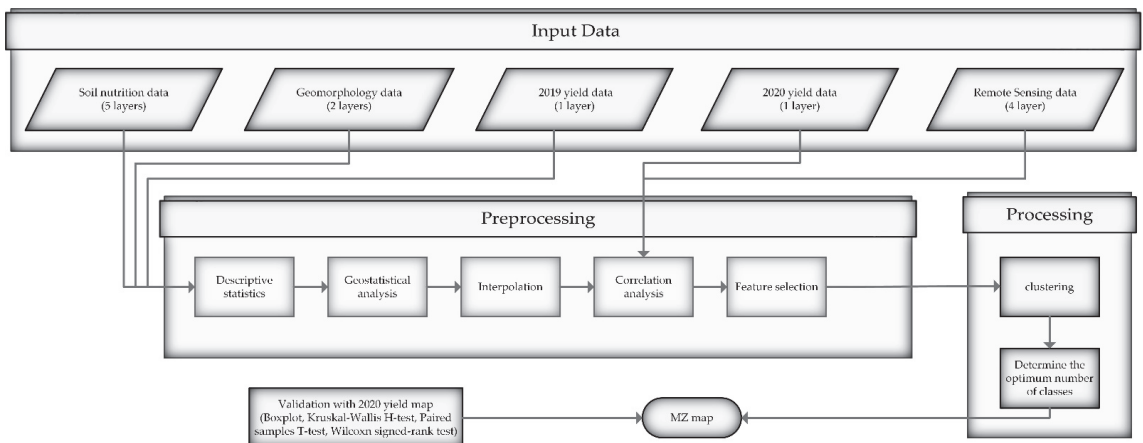 Input Data
Soil nutrition data
(5 layers)
Geomorphology data
(2 layers)
2019 yield data
(1 layer)
2020 yield data
(1 layer)
Remote Sensing data
(4 layer)
Preprocessing
Processing
Descriptive
statistics
Geostatistical
analysis
Interpolation
Correlation
analysis
Feature selection
clustering
Determine the
optimum number
of classes
Validation with 2020 yield map
(Boxplot, Kruskal-Wallis H-test, Paired
samples T-test, Wilcoxn signed-rank test)
MZ map